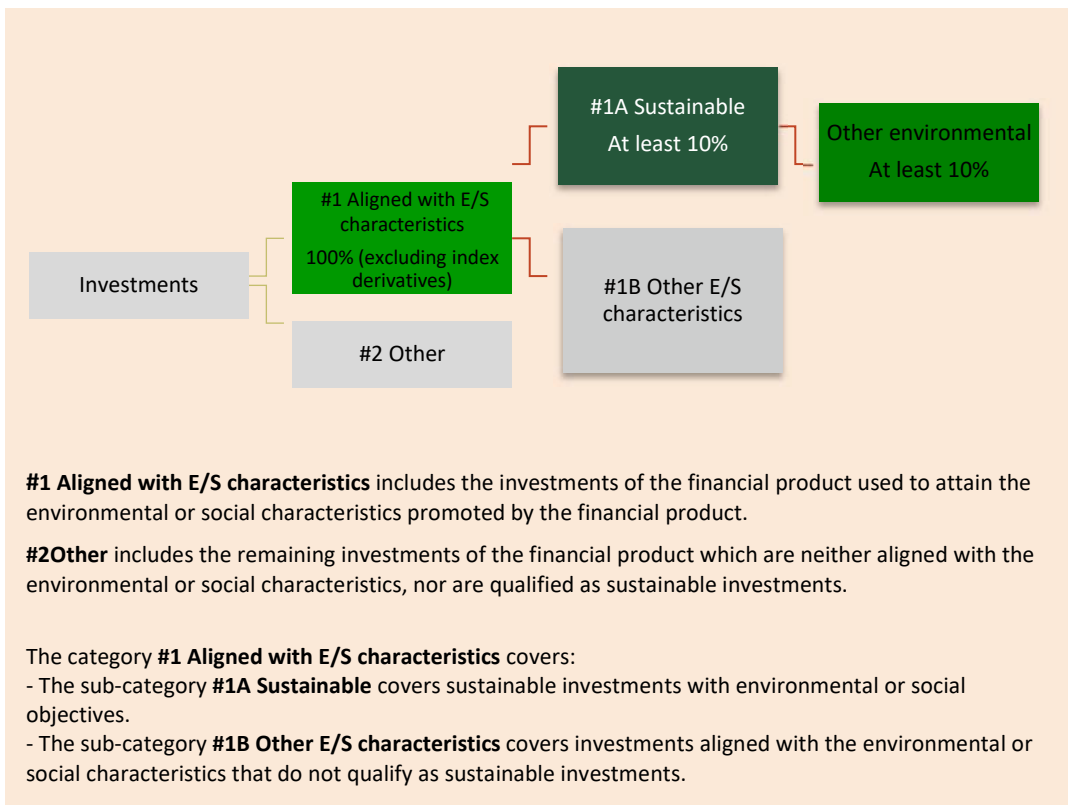 #1A Sustainable
At least 10%
Other environmental
At least 10%
#1 Aligned with E/S
characteristics
100% (excluding index
derivatives)
Investments
#1B Other E/S
characteristics
#2 Other
#1 Aligned with E/S characteristics includes the investments of the financial product used to attain the
environmental or social characteristics promoted by the financial product.
#2Other includes the remaining investments of the financial product which are neither aligned with the
environmental or social characteristics, nor are qualified as sustainable investments.
The category #1 Aligned with E/S characteristics covers:
- The sub-category #1A Sustainable covers sustainable investments with environmental or social
objectives.
- The sub-category #1B Other E/S characteristics covers investments aligned with the environmental or
social characteristics that do not qualify as sustainable investments.